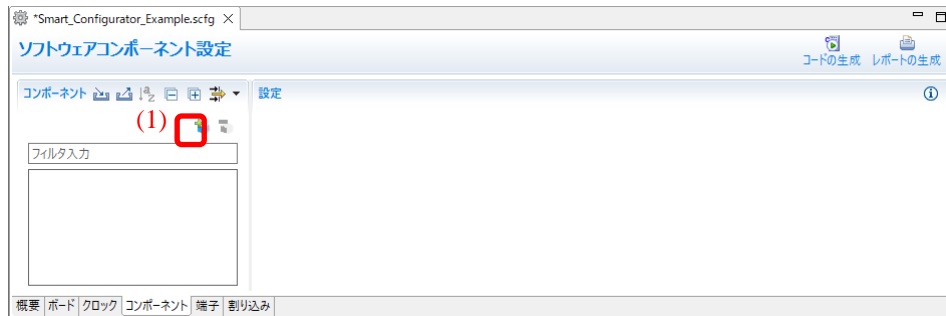 *Smart_Configurator_Example.scfg
ソフトウェアコンポーネント設定
コードの生成 レポートの生成
コンポーネント
設定
(1)
フィルタ入力
概要 ボード クロック コンポーネント 端子 割り込み